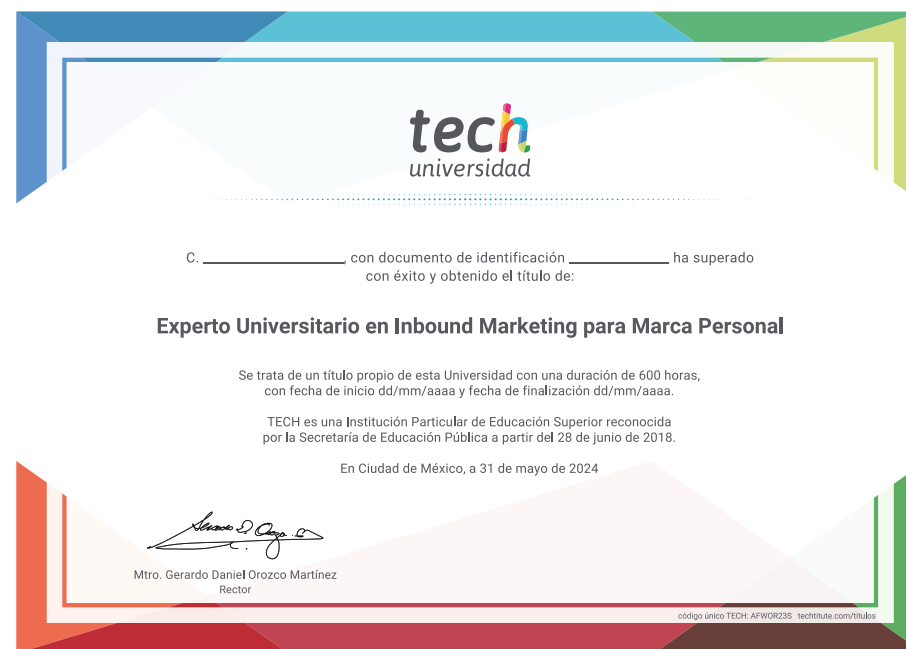 tech
universidad
C. ____________, con documento de identificación ____________ ha superado
con éxito y obtenido el título de:
Experto Universitario en Inbound Marketing para Marca Personal
Se trata de un título propio de esta Universidad con una duración de 600 horas,
con fecha de inicio dd/mm/aaaa y fecha de finalización dd/mm/aaaa.
TECH es una Institución Particular de Educación Superior reconocida
por la Secretaría de Educación Pública a partir del 28 de junio de 2018.
En Ciudad de México, a 31 de mayo de 2024
Mtro. Gerardo Daniel Orozco Martínez
Rector
código único TECH: AFWOR23S techtitute.com/titulos